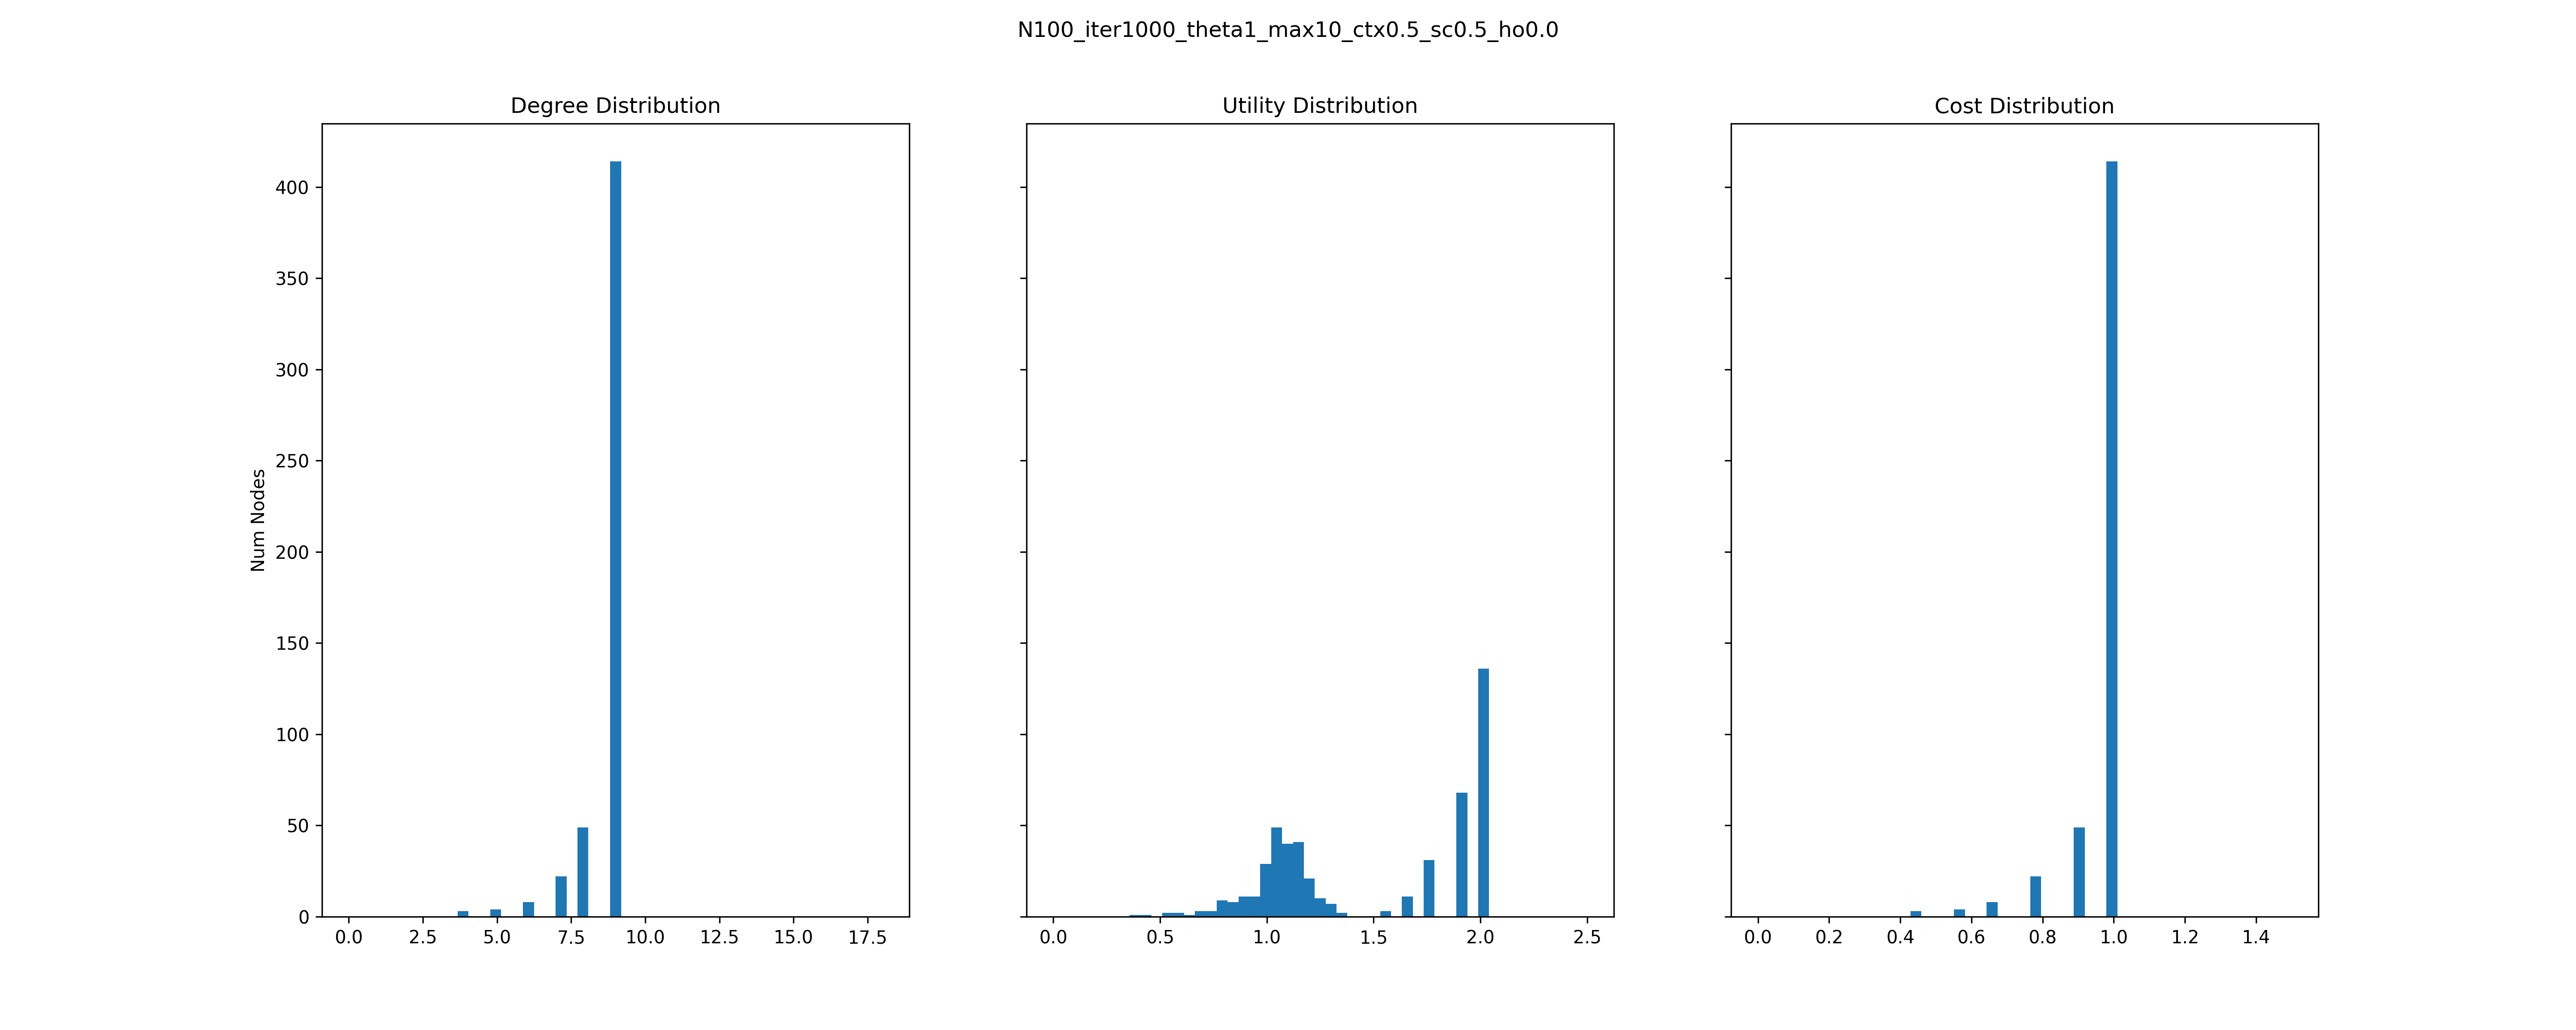 N100_iter1000_theta1_max10_ctx0.5_sc0.5_ho0.0
Degree Distribution
Utility Distribution
Cost Distribution
Num Nodes
400
350
300
250
200
150
100
50
0
0.0 2.5 5.0 7.5 10.0 12.5 15.0 17.5
0.0 0.5 1.0 1.5 2.0 2.5
0.0 0.2 0.4 0.6 0.8 1.0 1.2 1.4